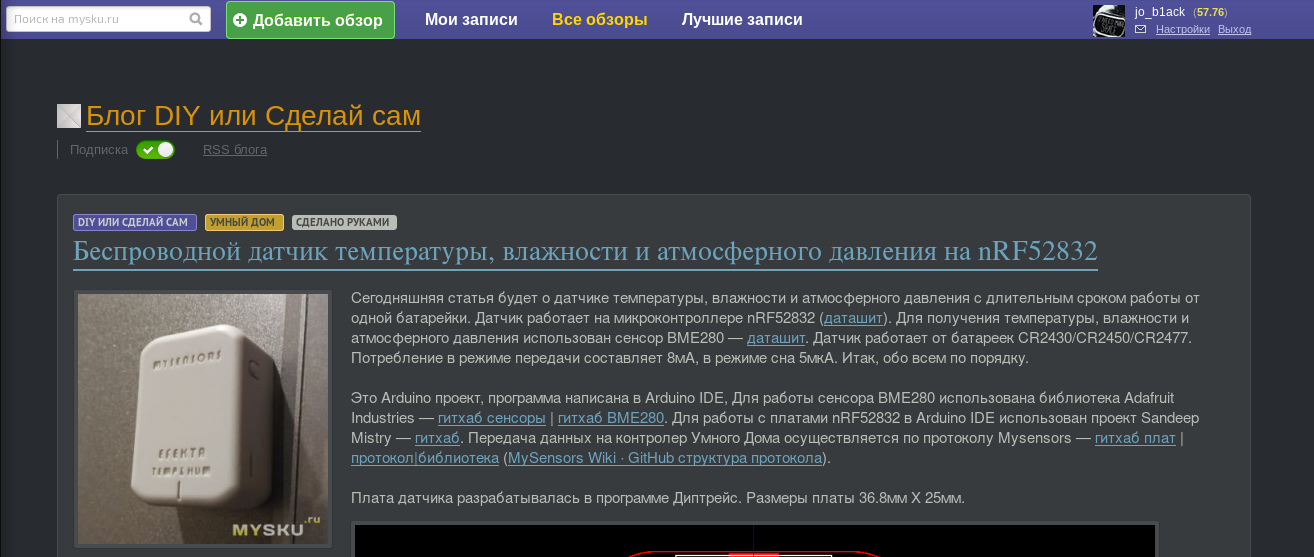 Поиск на mysku.ru
Добавить обзор
Мои записи
Все обзоры
Лучшие записи
jo_b1ack (57.76)
Настройки Выход
Блог DIY или Сделай сам
Подписка
RSS блога
DIY ИЛИ СДЕЛАЙ САМ
УМНЫЙ ДОМ
СДЕЛАНО РУКАМИ
Беспроводной датчик температуры, влажности и атмосферного давления на nRF52832
MYSENSORS
EFEKTA
TEMP&HUM
MYSKU.ru
Сегодняшняя статья будет о датчике температуры, влажности и атмосферного давления с длительным сроком работы от
одной батарейки. Датчик работает на микроконтроллере nRF52832 (даташит). Для получения температуры, влажности и
атмосферного давления использован сенсор BME280 — даташит. Датчик работает от батареек CR2430/CR2450/CR2477.
Потребление в режиме передачи составляет 8мА, в режиме сна 5мкА. Итак, обо всем по порядку.
Это Arduino проект, программа написана в Arduino IDE, Для работы сенсора BME280 использована библиотека Adafruit
Industries — гитхаб сенсоры | гитхаб BME280. Для работы с платами nRF52832 в Arduino IDE использован проект Sandeep
Mistry — гитхаб. Передача данных на контролер Умного Дома осуществляется по протоколу Mysensors — гитхаб плат |
протокол|библиотека (MySensors Wiki · GitHub структура протокола).
Плата датчика разрабатывалась в программе Диптрейс. Размеры платы 36.8мм X 25мм.